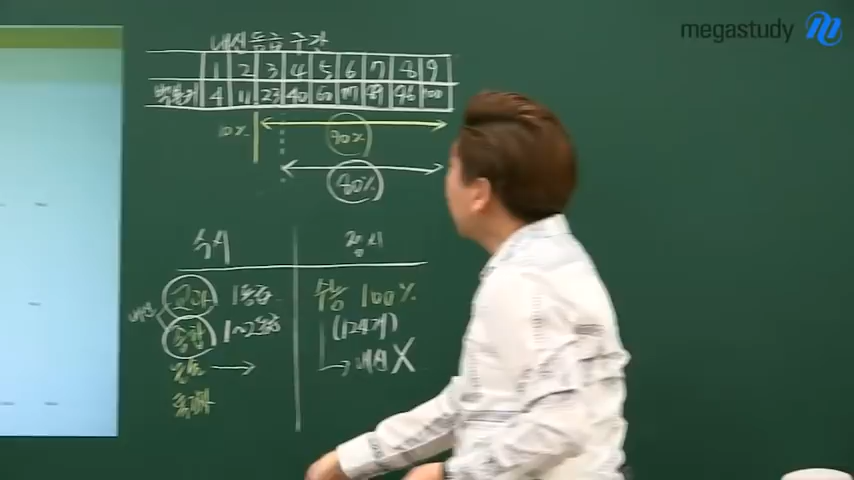 megastudy
내신 등급 구간
1 2 3 4 5 6 7 8 9
백분위 4 11 23 40 60 77 89 96 100
10% 90%
80%
수시 정시
내신 교과 1등급 수능 100%
종합 1~2등급 (124개)
논술 → → 내신 X
특기